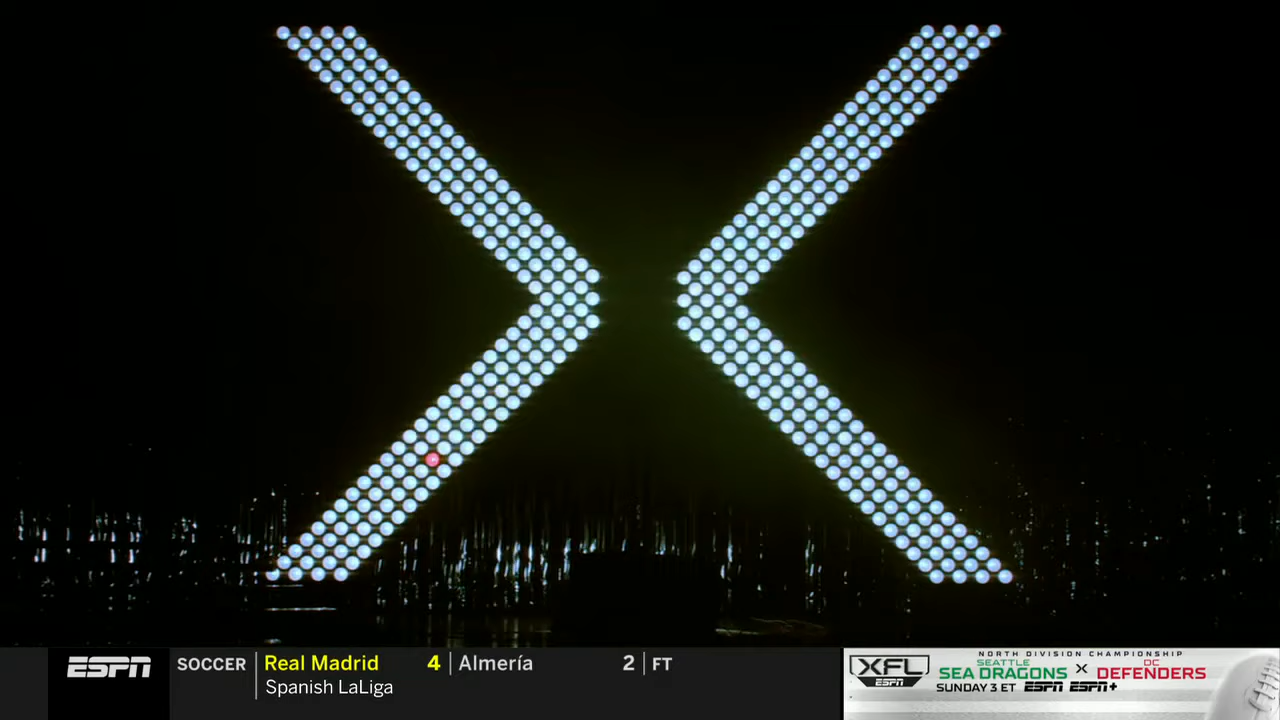 ESPN
SOCCER
Real Madrid 4 Almería 2 FT
Spanish LaLiga
XFL
ESPN
NORTH DIVISION CHAMPIONSHIP
SEATTLE SEA DRAGONS X DC DEFENDERS
SUNDAY 3 ET ESPN ESPN+